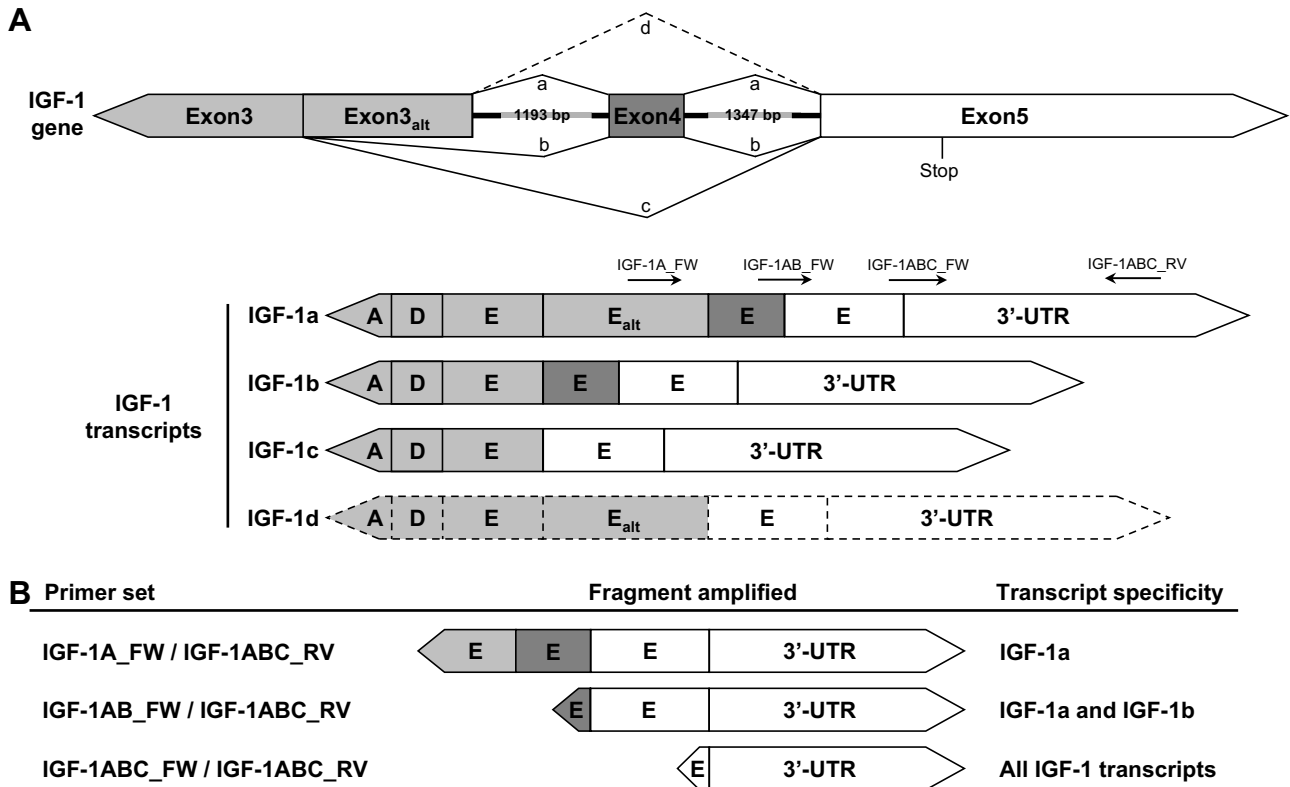 A
d
a a
IGF-1 gene
Exon3 Exon3alt 1193 bp Exon4 1347 bp Exon5
b b
Stop
c
IGF-1A_FW IGF-1AB_FW IGF-1ABC_FW IGF-1ABC_RV
IGF-1 transcripts
IGF-1a A D E Ealt E E 3’-UTR
IGF-1b A D E E E 3’-UTR
IGF-1c A D E E 3’-UTR
IGF-1d A D E Ealt E 3’-UTR
B Primer set Fragment amplified Transcript specificity
IGF-1A_FW / IGF-1ABC_RV E E E 3’-UTR IGF-1a
IGF-1AB_FW / IGF-1ABC_RV E E 3’-UTR IGF-1a and IGF-1b
IGF-1ABC_FW / IGF-1ABC_RV E 3’-UTR All IGF-1 transcripts